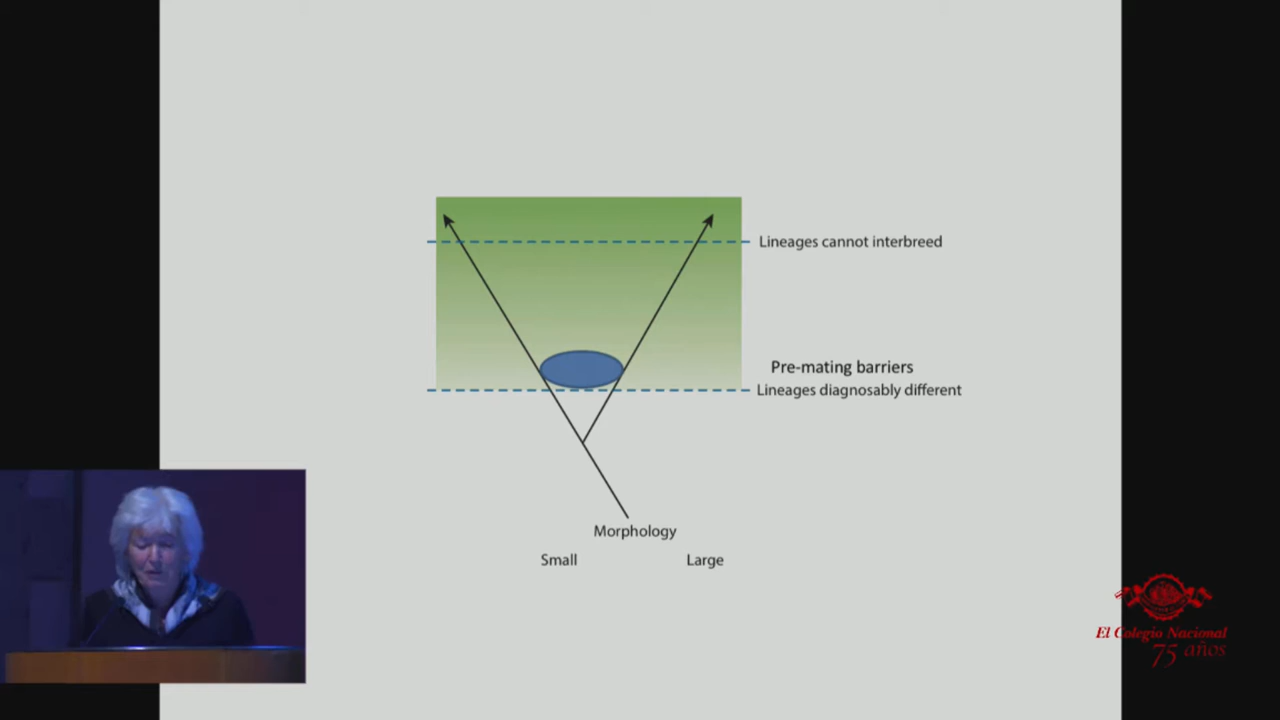 Lineages cannot interbreed
Pre-mating barriers
Lineages diagnosably different
Morphology
Small
Large
El Colegio Nacional
75 años